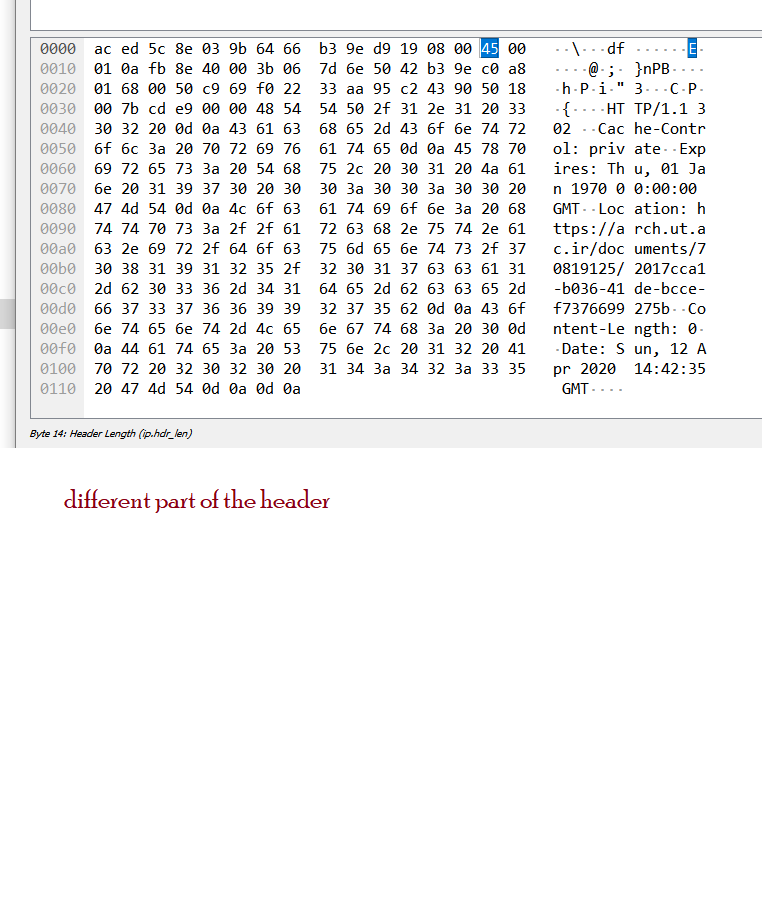 0000 ac ed 5c 8e 03 9b 64 66 b3 9e d9 19 08 00 45 00 ··\···df ······E·
0010 01 0a fb 8e 40 00 3b 06 7d 6e 50 42 b3 9e c0 a8 ····@·;· }nPB····
0020 01 68 00 50 c9 69 f0 22 33 aa 95 c2 43 90 50 18 ·h·P·i·" 3···C·P·
0030 00 7b cd e9 00 00 48 54 54 50 2f 31 2e 31 20 33 ·{····HT TP/1.1 3
0040 30 32 20 0d 0a 43 61 63 68 65 2d 43 6f 6e 74 72 02 ··Cac he-Contr
0050 6f 6c 3a 20 70 72 69 76 61 74 65 0d 0a 45 78 70 ol: priv ate··Exp
0060 69 72 65 73 3a 20 54 68 75 2c 20 30 31 20 4a 61 ires: Th u, 01 Ja
0070 6e 20 31 39 37 30 20 30 30 3a 30 30 3a 30 30 20 n 1970 0 0:00:00
0080 47 4d 54 0d 0a 4c 6f 63 61 74 69 6f 6e 3a 20 68 GMT··Loc ation: h
0090 74 74 70 73 3a 2f 2f 61 72 63 68 2e 75 74 2e 61 ttps://a rch.ut.a
00a0 63 2e 69 72 2f 64 6f 63 75 6d 65 6e 74 73 2f 37 c.ir/doc uments/7
00b0 30 38 31 39 31 32 35 2f 32 30 31 37 63 63 61 31 0819125/ 2017cca1
00c0 2d 62 30 33 36 2d 34 31 64 65 2d 62 63 63 65 2d -b036-41 de-bcce-
00d0 66 37 33 37 36 36 39 39 32 37 35 62 0d 0a 43 6f f7376699 275b··Co
00e0 6e 74 65 6e 74 2d 4c 65 6e 67 74 68 3a 20 30 0d ntent-Le ngth: 0·
00f0 0a 44 61 74 65 3a 20 53 75 6e 2c 20 31 32 20 41 ·Date: S un, 12 A
0100 70 72 20 32 30 32 30 20 31 34 3a 34 32 3a 33 35 pr 2020 14:42:35
0110 20 47 4d 54 0d 0a 0d 0a GMT····
Byte 14: Header Length (ip.hdr_len)
different part of the header